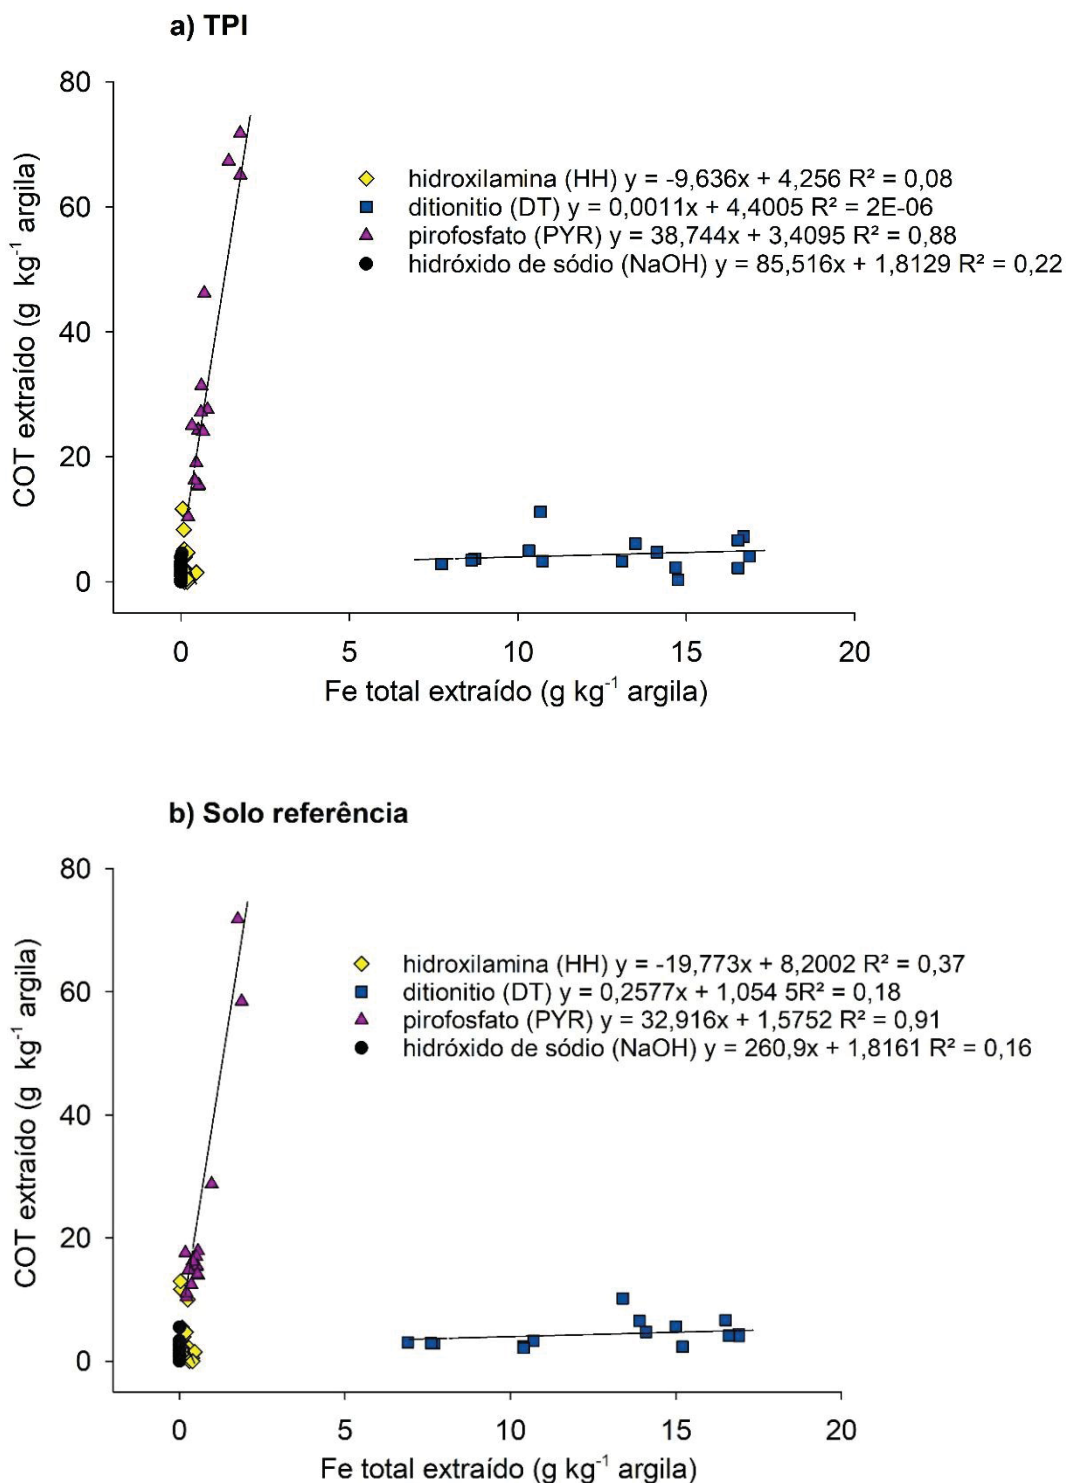 a) TPI
80
60
40
20
0
COT extraído (g kg⁻¹ argila)
hidroxilamina (HH) y = -9,636x + 4,256 R² = 0,08
ditionitio (DT) y = 0,0011x + 4,4005 R² = 2E-06
pirofosfato (PYR) y = 38,744x + 3,4095 R² = 0,88
hidróxido de sódio (NaOH) y = 85,516x + 1,8129 R² = 0,22
0 5 10 15 20
Fe total extraído (g kg⁻¹ argila)
b) Solo referência
80
60
40
20
0
COT extraído (g kg⁻¹ argila)
hidroxilamina (HH) y = -19,773x + 8,2002 R² = 0,37
ditionitio (DT) y = 0,2577x + 1,054 5R² = 0,18
pirofosfato (PYR) y = 32,916x + 1,5752 R² = 0,91
hidróxido de sódio (NaOH) y = 260,9x + 1,8161 R² = 0,16
0 5 10 15 20
Fe total extraído (g kg⁻¹ argila)